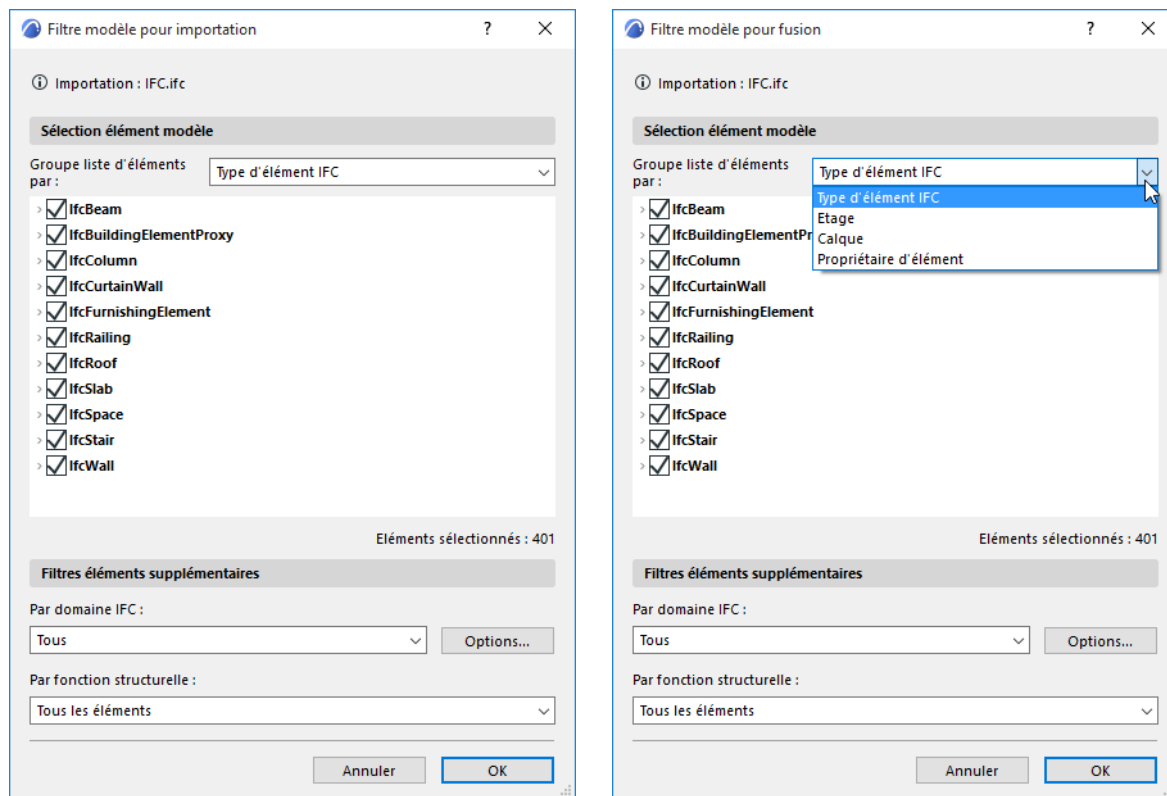 Filtre modèle pour importation
?
Importation : IFC.ifc
Sélection élément modèle
Groupe liste d'éléments
par :
Type d'élément IFC
IfcBeam
IfcBuildingElementProxy
IfcColumn
IfcCurtainWall
IfcFurnishingElement
IfcRailing
IfcRoof
IfcSlab
IfcSpace
IfcStair
IfcWall
Eléments sélectionnés : 401
Filtres éléments supplémentaires
Par domaine IFC :
Tous
Options...
Par fonction structurelle :
Tous les éléments
Annuler
OK
Filtre modèle pour fusion
?
Importation : IFC.ifc
Sélection élément modèle
Groupe liste d'éléments
par :
Type d'élément IFC
Type d'élément IFC
Etage
Calque
Propriétaire d'élément
IfcBeam
IfcBuildingElementPr
IfcColumn
IfcCurtainWall
IfcFurnishingElement
IfcRailing
IfcRoof
IfcSlab
IfcSpace
IfcStair
IfcWall
Eléments sélectionnés : 401
Filtres éléments supplémentaires
Par domaine IFC :
Tous
Options...
Par fonction structurelle :
Tous les éléments
Annuler
OK